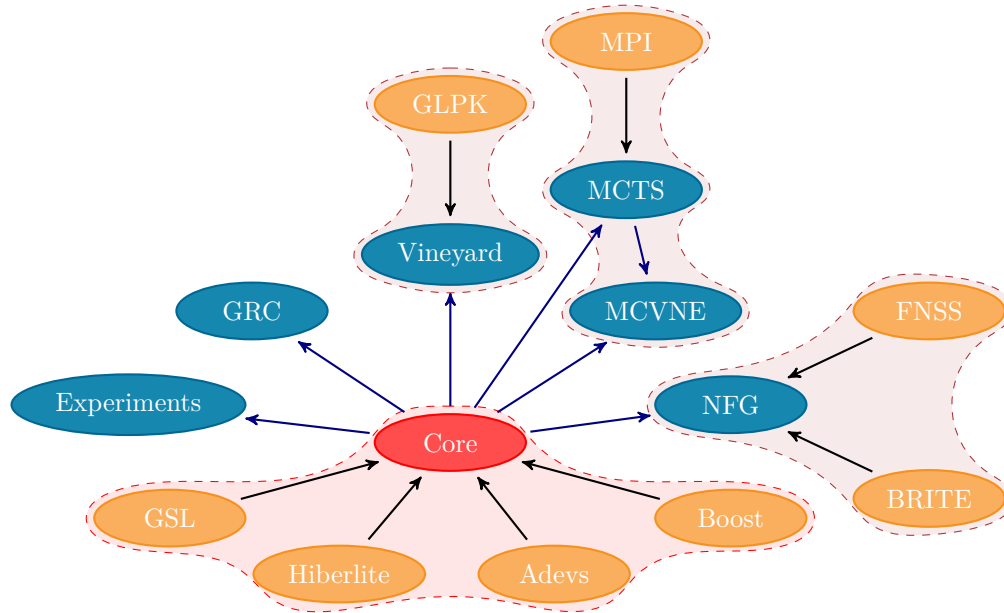 MPI
GLPK
MCTS
Vineyard
GRC
MCVNE
FNSS
Experiments
NFG
Core
GSL
Boost
BRITE
Hiberlite
Adevs